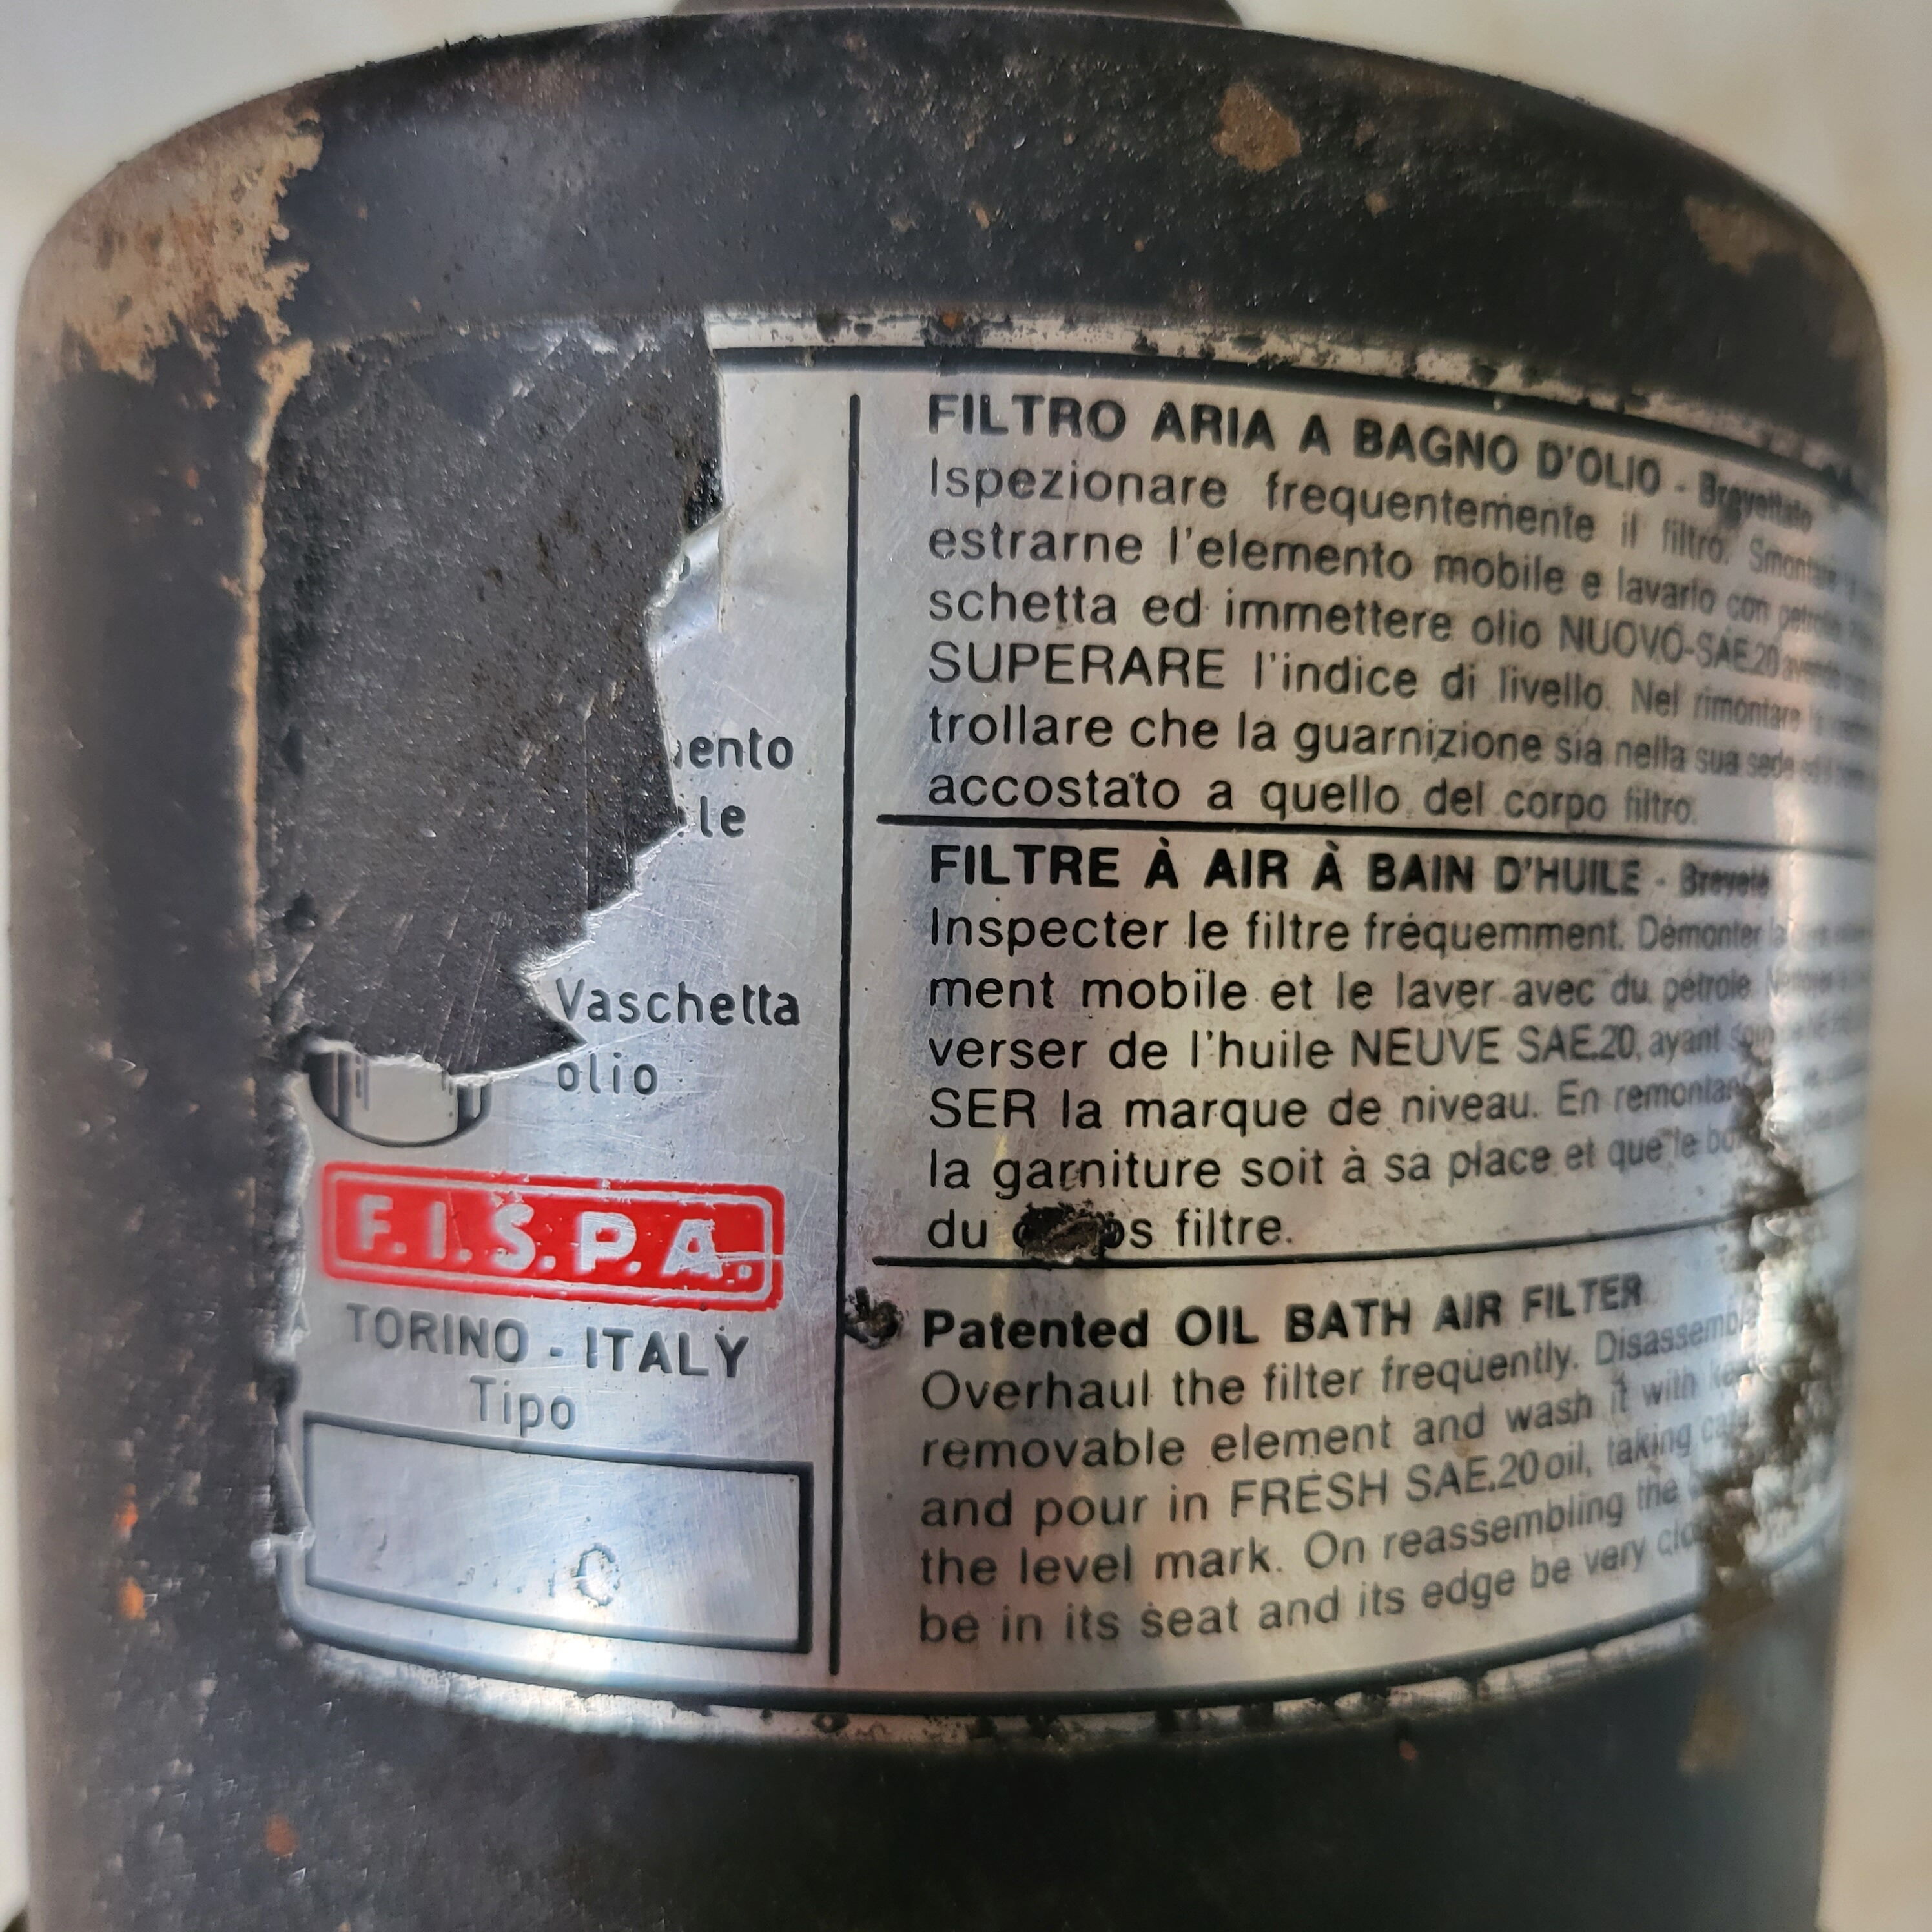 Vaschetta
olio
F.I.S.P.A.
TORINO - ITALY
Tipo
FILTRO ARIA A BAGNO D'OLIO - Brevettato
Ispezionare frequentemente il filtro.
estrarne l'elemento mobile e lavarlo con
schetta ed immettere olio NUOVO-SAE.20
SUPERARE l'indice di livello. Nel rimontare
trollare che la guarnizione sia nella sua sede
accostato a quello del corpo filtro.
FILTRE À AIR À BAIN D'HUILE - Breveté
Inspecter le filtre fréquemment. Démonter
ment mobile et le laver avec du pétrole.
verser de l'huile NEUVE SAE.20, ayant
SER la marque de niveau. En
la garniture soit à sa place et que le
du filtre.
Patented OIL BATH AIR FILTER
Overhaul the filter frequently.
removable element and wash it with
and pour in FRESH SAE.20 oil, taking
the level mark. On reassembling the
be in its seat and its edge be very